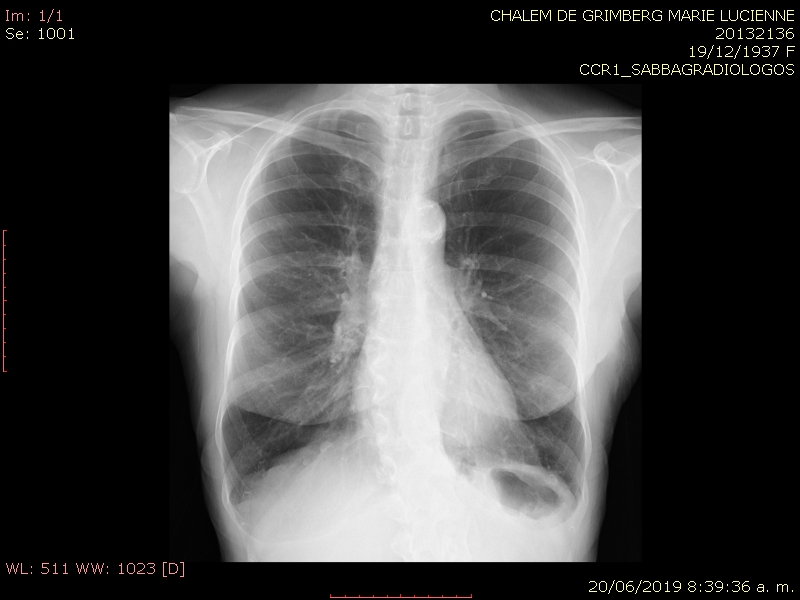 Im: 1/1
Se: 1001
CHALEM DE GRIMBERG MARIE LUCIENNE
20132136
19/12/1937 F
CCR1_SABBAGRADIOLOGOS
WL: 511 WW: 1023 [D]
20/06/2019 8:39:36 a. m.